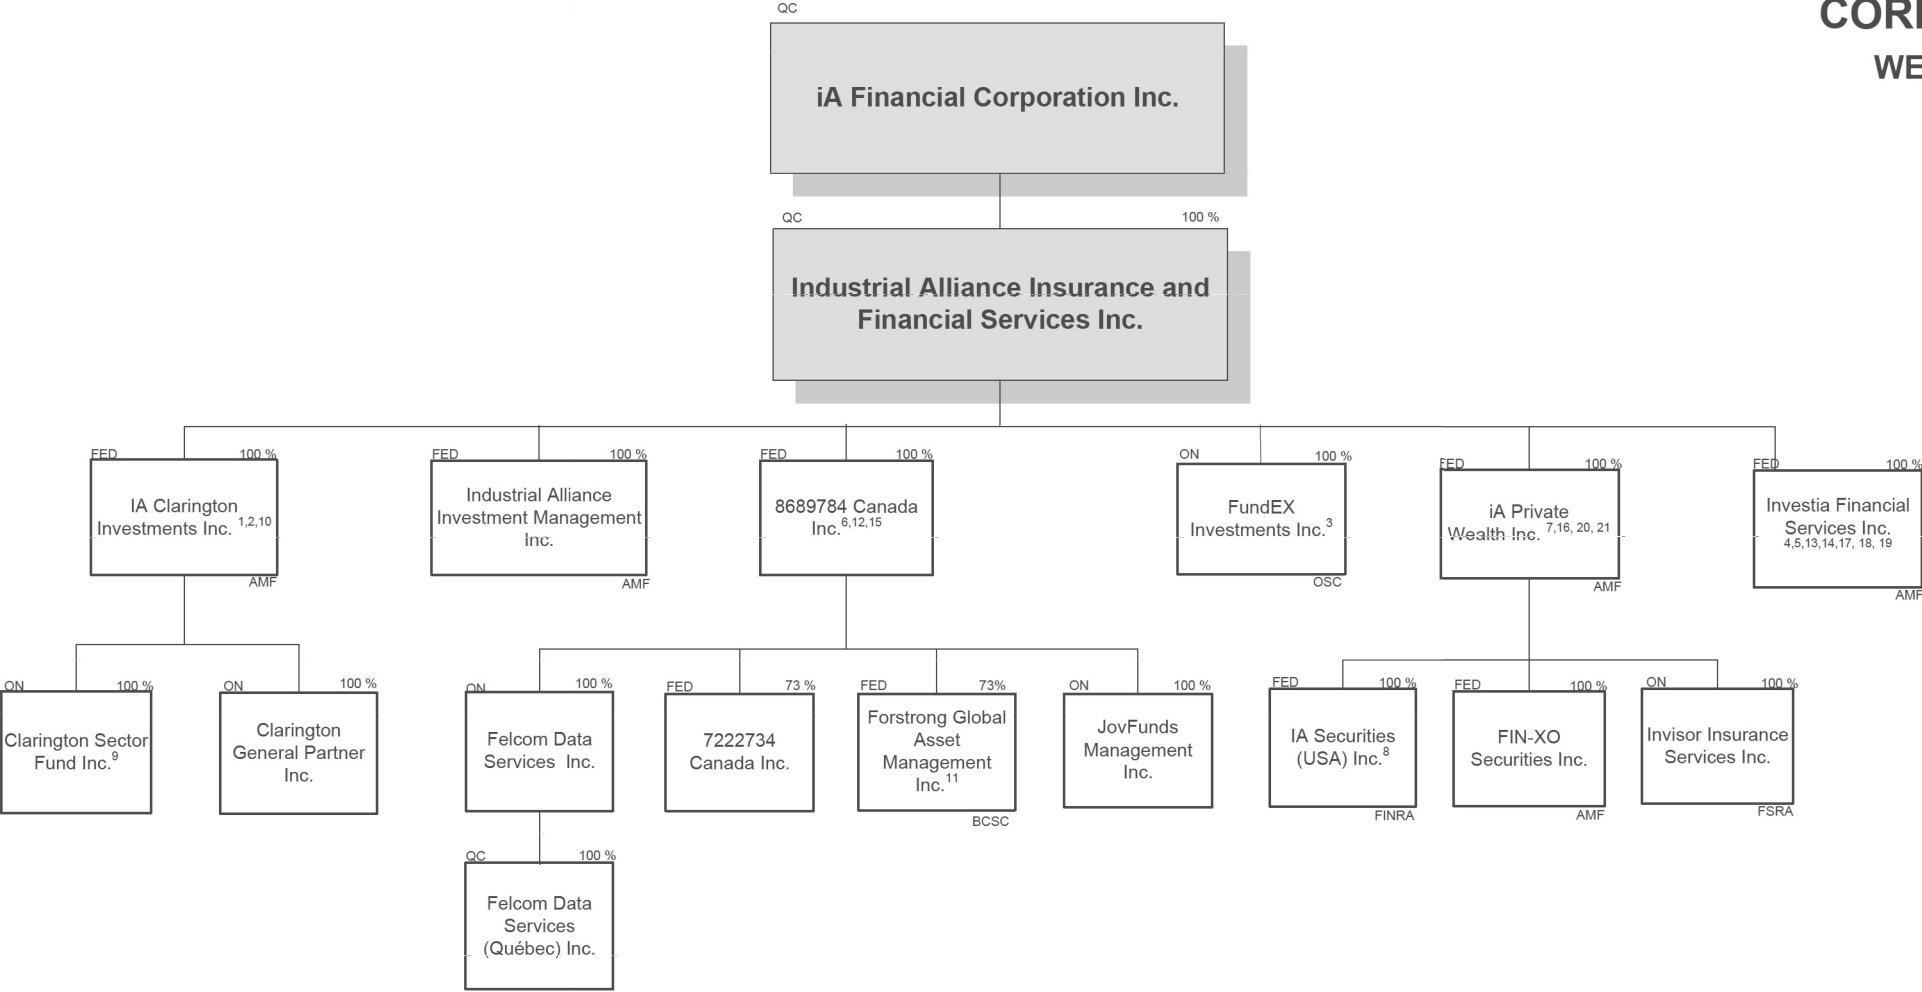 QC
CORI
WE
iA Financial Corporation Inc.
QC 100 %
Industrial Alliance Insurance and
Financial Services Inc.
FED 100 %
IA Clarington
Investments Inc. 1,2,10
AMF
FED 100 %
Industrial Alliance
Investment Management
Inc.
AMF
FED 100 %
8689784 Canada
Inc.6,12,15
ON 100 %
FundEX
Investments Inc.3
OSC
FED 100 %
iA Private
Wealth Inc. 7,16, 20, 21
AMF
FED 100 %
Investia Financial
Services Inc.
4,5,13,14,17, 18, 19
AMF
ON 100 %
Clarington Sector
Fund Inc.9
ON 100 %
Clarington
General Partner
Inc.
ON 100 %
Felcom Data
Services Inc.
FED 73 %
7222734
Canada Inc.
FED 73%
Forstrong Global
Asset
Management
Inc.11
BCSC
ON 100 %
JovFunds
Management
Inc.
FED 100 %
IA Securities
(USA) Inc.8
FINRA
FED 100 %
FIN-XO
Securities Inc.
AMF
ON 100 %
Invisor Insurance
Services Inc.
FSRA
QC 100 %
Felcom Data
Services
(Québec) Inc.